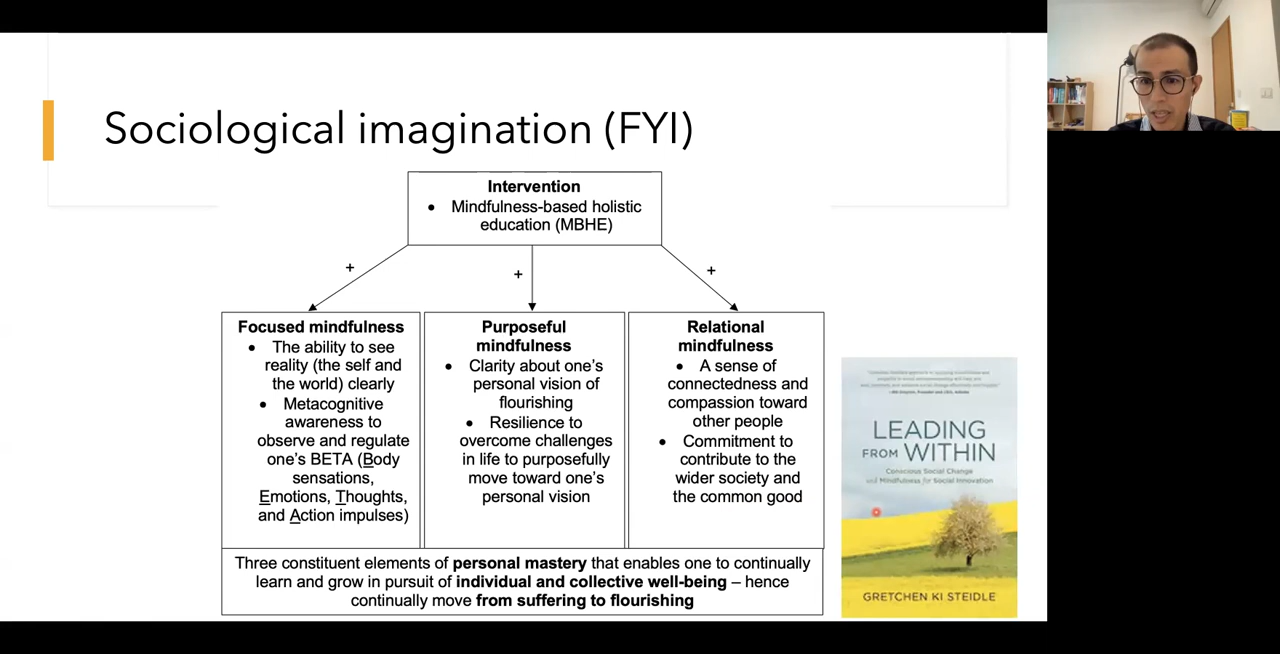 Sociological imagination (FYI)
Intervention
• Mindfulness-based holistic
education (MBHE)
+
+
+
Focused mindfulness
• The ability to see
reality (the self and
the world) clearly
• Metacognitive
awareness to
observe and regulate
one's BETA (Body
sensations,
Emotions, Thoughts,
and Action impulses)
Purposeful
mindfulness
• Clarity about one's
personal vision of
flourishing
• Resilience to
overcome challenges
in life to purposefully
move toward one's
personal vision
Relational
mindfulness
• A sense of
connectedness and
compassion toward
other people
• Commitment to
contribute to the
wider society and
the common good
Three constituent elements of personal mastery that enables one to continually
learn and grow in pursuit of individual and collective well-being – hence
continually move from suffering to flourishing
LEADING
FROM WITHIN
Conscious Social Change
and Mindfulness for Social Innovation
GRETCHEN KI STEIDLE